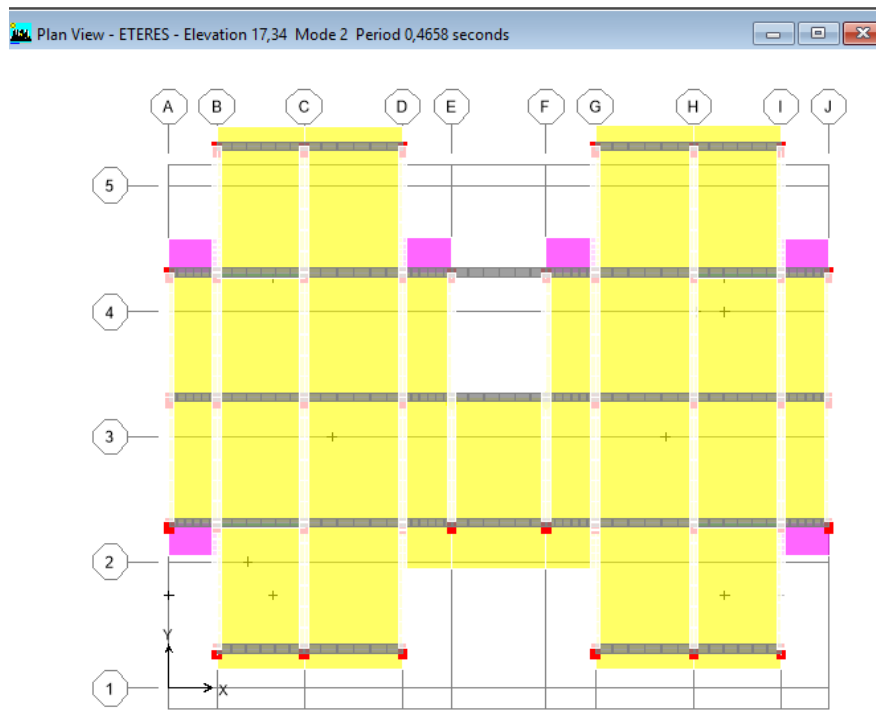 Plan View - ETERES - Elevation 17,34 Mode 2 Period 0,4658 seconds
A B C D E F G H I J
5
4
3
2
Y
X
1